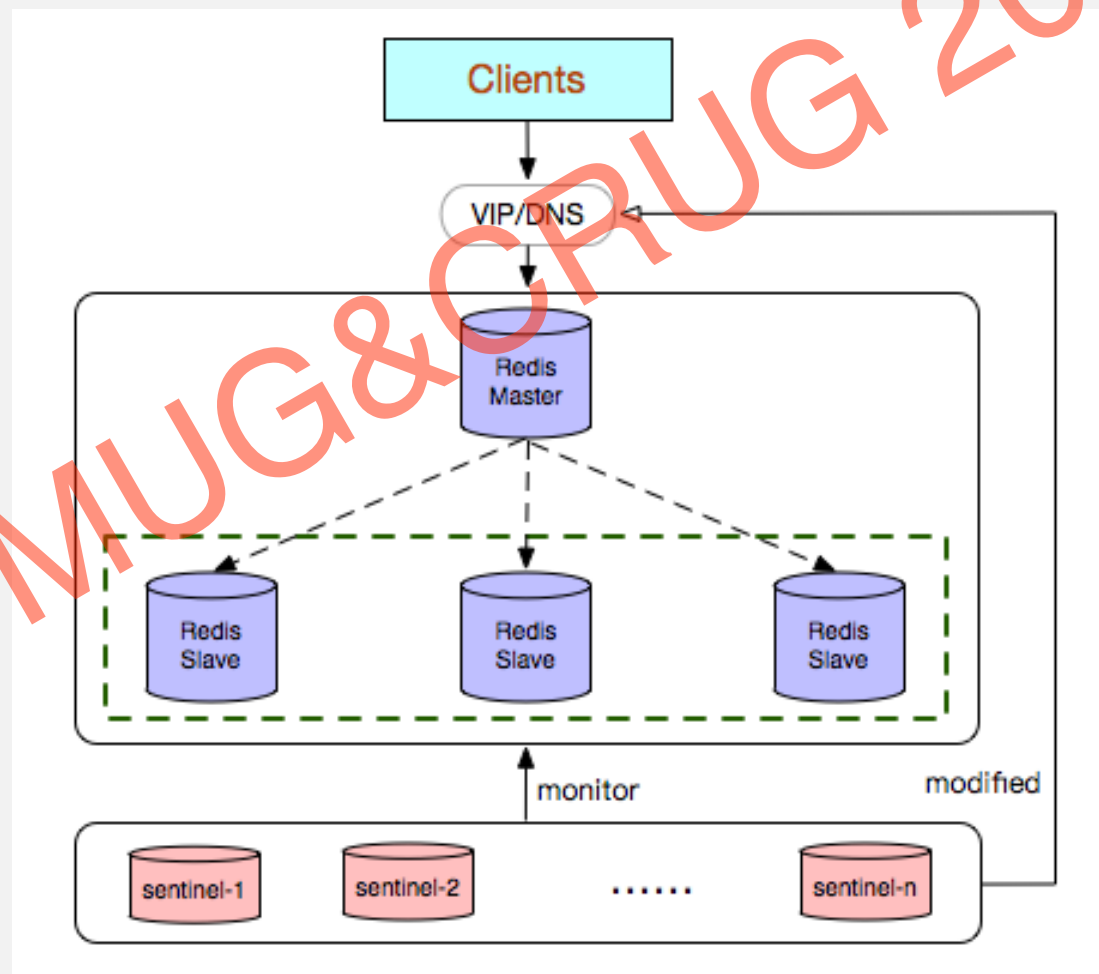 Clients
VIP/DNS
Redis
Master
Redis
Slave
Redis
Slave
Redis
Slave
monitor
modified
sentinel-1
sentinel-2
......
sentinel-n
MUG&CRUG 20